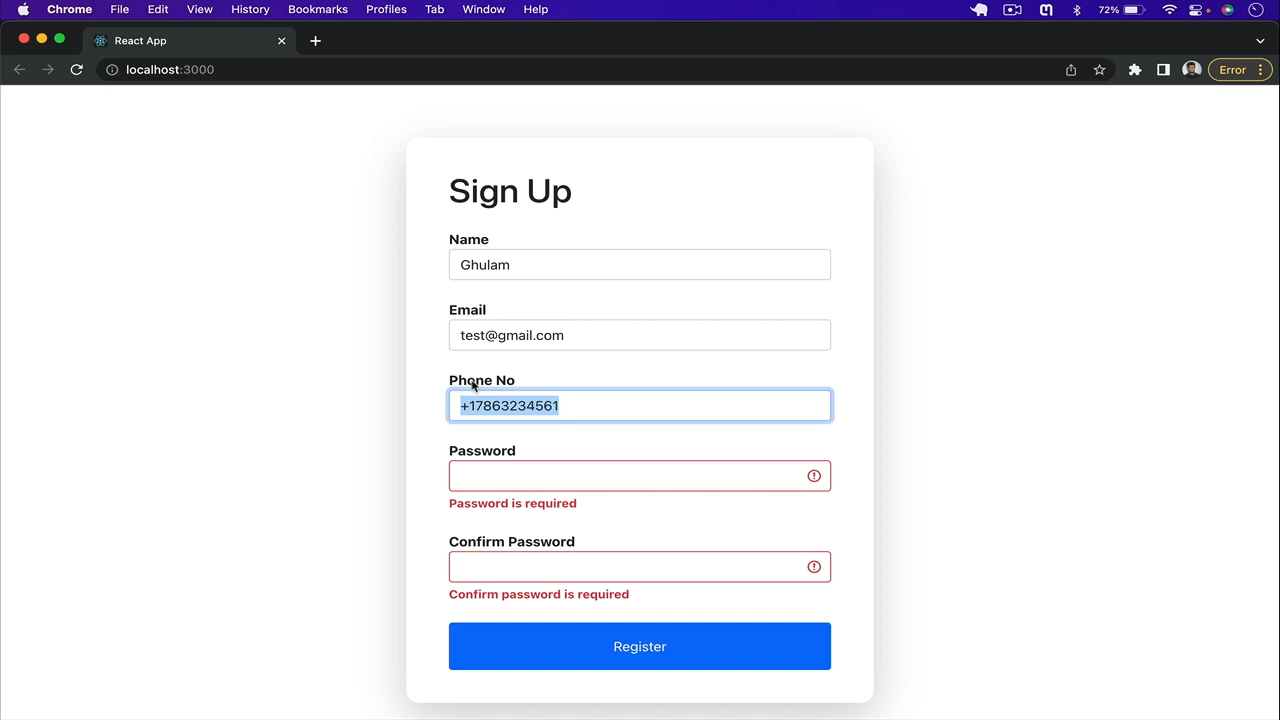 Chrome File Edit View History Bookmarks Profiles Tab Window Help 72%
React App
localhost:3000 Error
Sign Up
Name
Ghulam
Email
test@gmail.com
Phone No
+17863234561
Password
Password is required
Confirm Password
Confirm password is required
Register